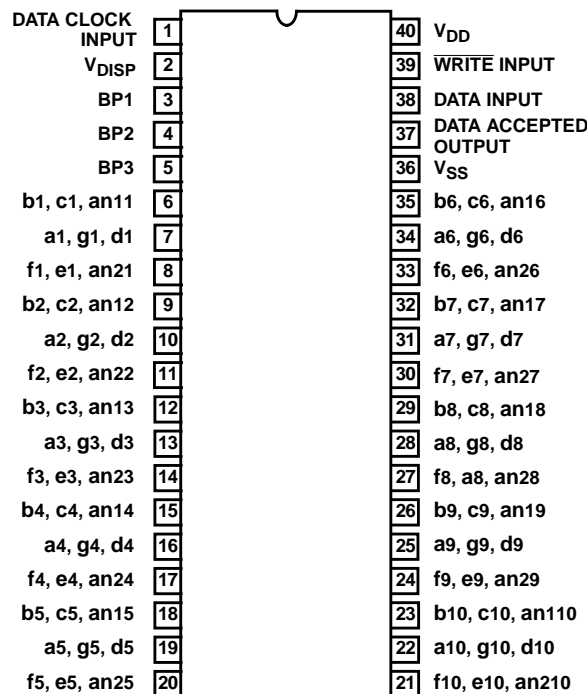 DATA CLOCK
INPUT 1
VDISP 2
BP1 3
BP2 4
BP3 5
b1, c1, an11 6
a1, g1, d1 7
f1, e1, an21 8
b2, c2, an12 9
a2, g2, d2 10
f2, e2, an22 11
b3, c3, an13 12
a3, g3, d3 13
f3, e3, an23 14
b4, c4, an14 15
a4, g4, d4 16
f4, e4, an24 17
b5, c5, an15 18
a5, g5, d5 19
f5, e5, an25 20
40 VDD
39 WRITE INPUT
38 DATA INPUT
37 DATA ACCEPTED
OUTPUT
36 VSS
35 b6, c6, an16
34 a6, g6, d6
33 f6, e6, an26
32 b7, c7, an17
31 a7, g7, d7
30 f7, e7, an27
29 b8, c8, an18
28 a8, g8, d8
27 f8, a8, an28
26 b9, c9, an19
25 a9, g9, d9
24 f9, e9, an29
23 b10, c10, an110
22 a10, g10, d10
21 f10, e10, an210